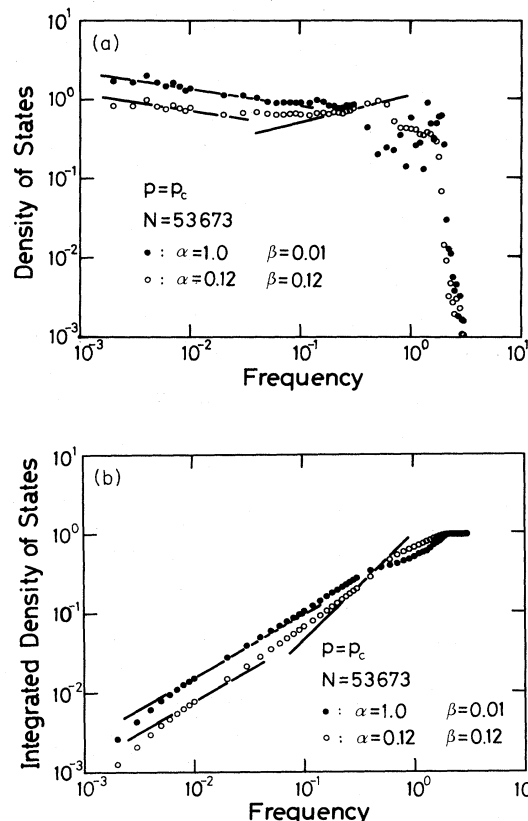 (a)
Density of States
10¹
10⁰
10⁻¹
10⁻²
10⁻³
p=p_c
N=53673
● : α=1.0 β=0.01
○ : α=0.12 β=0.12
10⁻³ 10⁻² 10⁻¹ 10⁰ 10¹
Frequency
(b)
Integrated Density of States
10¹
10⁰
10⁻¹
10⁻²
10⁻³
p=p_c
N=53673
● : α=1.0 β=0.01
○ : α=0.12 β=0.12
10⁻³ 10⁻² 10⁻¹ 10⁰ 10
Frequency